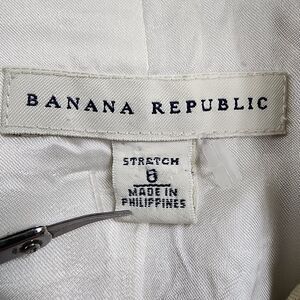 BANANA REPUBLIC
STRETCH
6
MADE IN
PHILIPPINES